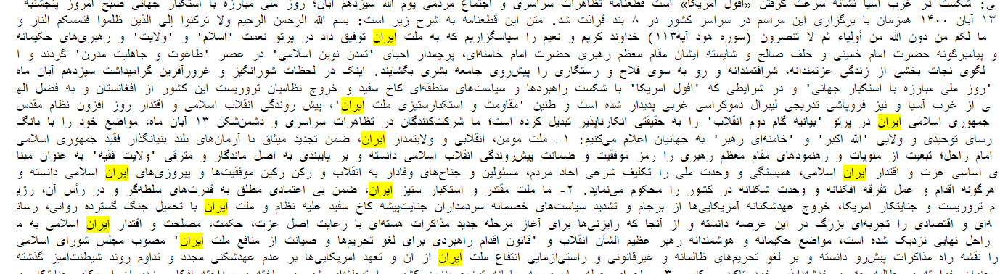 ی: شکست در غرب آسیا نشانه سرعت گرفتن «افول آمریکا» است قطعنامه تظاهرات سراسری و اجتماع مردمی یوم الله سیزدهم آبان؛ روز ملی مبارزه با استکبار جهانی صبح امروز پنجشنبه
۱۳ آبان ۱۴۰۰ همزمان با برگزاری این مراسم در سراسر کشور در ۸ بند قرائت شد. متن این قطعنامه به شرح زیر است: بسم الله الرحمن الرحیم ولا ترکنوا إلی الذین ظلموا فتمسکم النار و
ما لکم من دون الله من أولیاء ثم لا تنصرون (سوره هود آیه۱۱۳) خداوند کریم و نعیم را سپاسگزاریم که به ملت ایران توفیق داد در پرتو نعمت 'اسلام' و 'ولایت' و رهبری‌های حکیمانه
و پیامبرگونه حضرت امام خمینی و خلف صالح و شایسته ایشان مقام معظم رهبری حضرت امام خامنه‌ای، پرچمدار احیای 'تمدن نوین اسلامی' در عصر 'طاغوت و جاهلیت مدرن' گردند و ا
لگوی نجات بخشی از زندگی عزتمندانه، شرافتمندانه و رو به سوی فلاح و رستگاری را پیش‌روی جامعه بشری بگشایند. اینک در لحظات شورانگیز و غرورآفرین گرامیداشت سیزدهم آبان ماه
'روز ملی مبارزه با استکبار جهانی' و در شرایطی که 'افول امریکا' با شکست راهبردها و سیاست‌های منطقه‌ای کاخ سفید و خروج نظامیان تروریست این کشور از افغانستان و به فضل اله
ی از غرب آسیا و نیز فروپاشی تدریجی لیبرال دموکراسی غربی پدیدار شده است و طنین 'مقاومت و استکبارستیزی ملت ایران'، پیش روندگی انقلاب اسلامی و اقتدار روز افزون نظام مقدس
جمهوری اسلامی ایران در پرتو 'بیانیه گام دوم انقلاب' را به حقیقتی انکارناپذیر تبدیل کرده است؛ ما شرکت‌کنندگان در تظاهرات سراسری و دشمن‌شکن ۱۳ آبان ماه، مواضع خود را با بانگ
رسای توحیدی و ولایی 'الله اکبر' و 'خامنه‌ای رهبر' به جهانیان اعلام می‌کنیم: ۱- ملت مومن، انقلابی و ولایتمدار ایران، ضمن تجدید میثاق با آرمان‌های بلند بنیانگذار فقید جمهوری اسلامی
امام راحل؛ تبعیت از منویات و رهنمودهای مقام معظم رهبری را رمز موفقیت و ضمانت پیش‌روندگی انقلاب اسلامی دانسته و بر پایبندی به اصل ماندگار و مترقی 'ولایت فقیه' به عنوان مبنا
ی اساسی عزت و اقتدار ایران اسلامی، همبستگی و وحدت ملی را تکلیف شرعی آحاد مردم، مسئولین و جناح‌های وفادار به انقلاب و رکن رکین موفقیت‌ها و پیروزی‌های ایران اسلامی دانسته و
هرگونه اقدام و عمل تفرقه افکنانه و وحدت شکنانه در کشور را محکوم می‌نماید. ۲- ما ملت مقتدر و استکبار ستیز ایران، ضمن بی اعتمادی مطلق به قدرت‌های سلطه‌گر و در رأس آن، رژی
م تروریست و جنایتکار امریکا، خروج عهدشکنانه آمریکایی‌ها از برجام و تشدید سیاست‌های خصمانه سردمداران جنایت‌پیشه کاخ سفید علیه نظام و ملت ایران با تحمیل جنگ گسترده روانی، رسان
ه‌ای و اقتصادی را تجربه‌ای بزرگ در این عرصه دانسته و از آنجا که رایزنی‌ها برای آغاز مرحله جدید مذاکرات هسته‌ای با رعایت اصل عزت، حکمت، مصلحت و اقتدار ایران اسلامی به م
راحل نهایی نزدیک شده است، مواضع حکیمانه و هوشمندانه رهبر عظیم الشأن انقلاب و 'قانون اقدام راهبردی برای لغو تحریم‌ها و صیانت از منافع ملت ایران' مصوب مجلس شورای اسلامی
را نقشه راه مذاکرات پیش‌رو دانسته و بر لغو تحریم‌های ظالمانه و غیرقانونی و راستی‌آزمایی انتفاع ملت ایران از آن و تعهد امریکایی‌ها بر عدم عهدشکنی مجدد و تداوم روند شیطنت‌آمیز گذشته